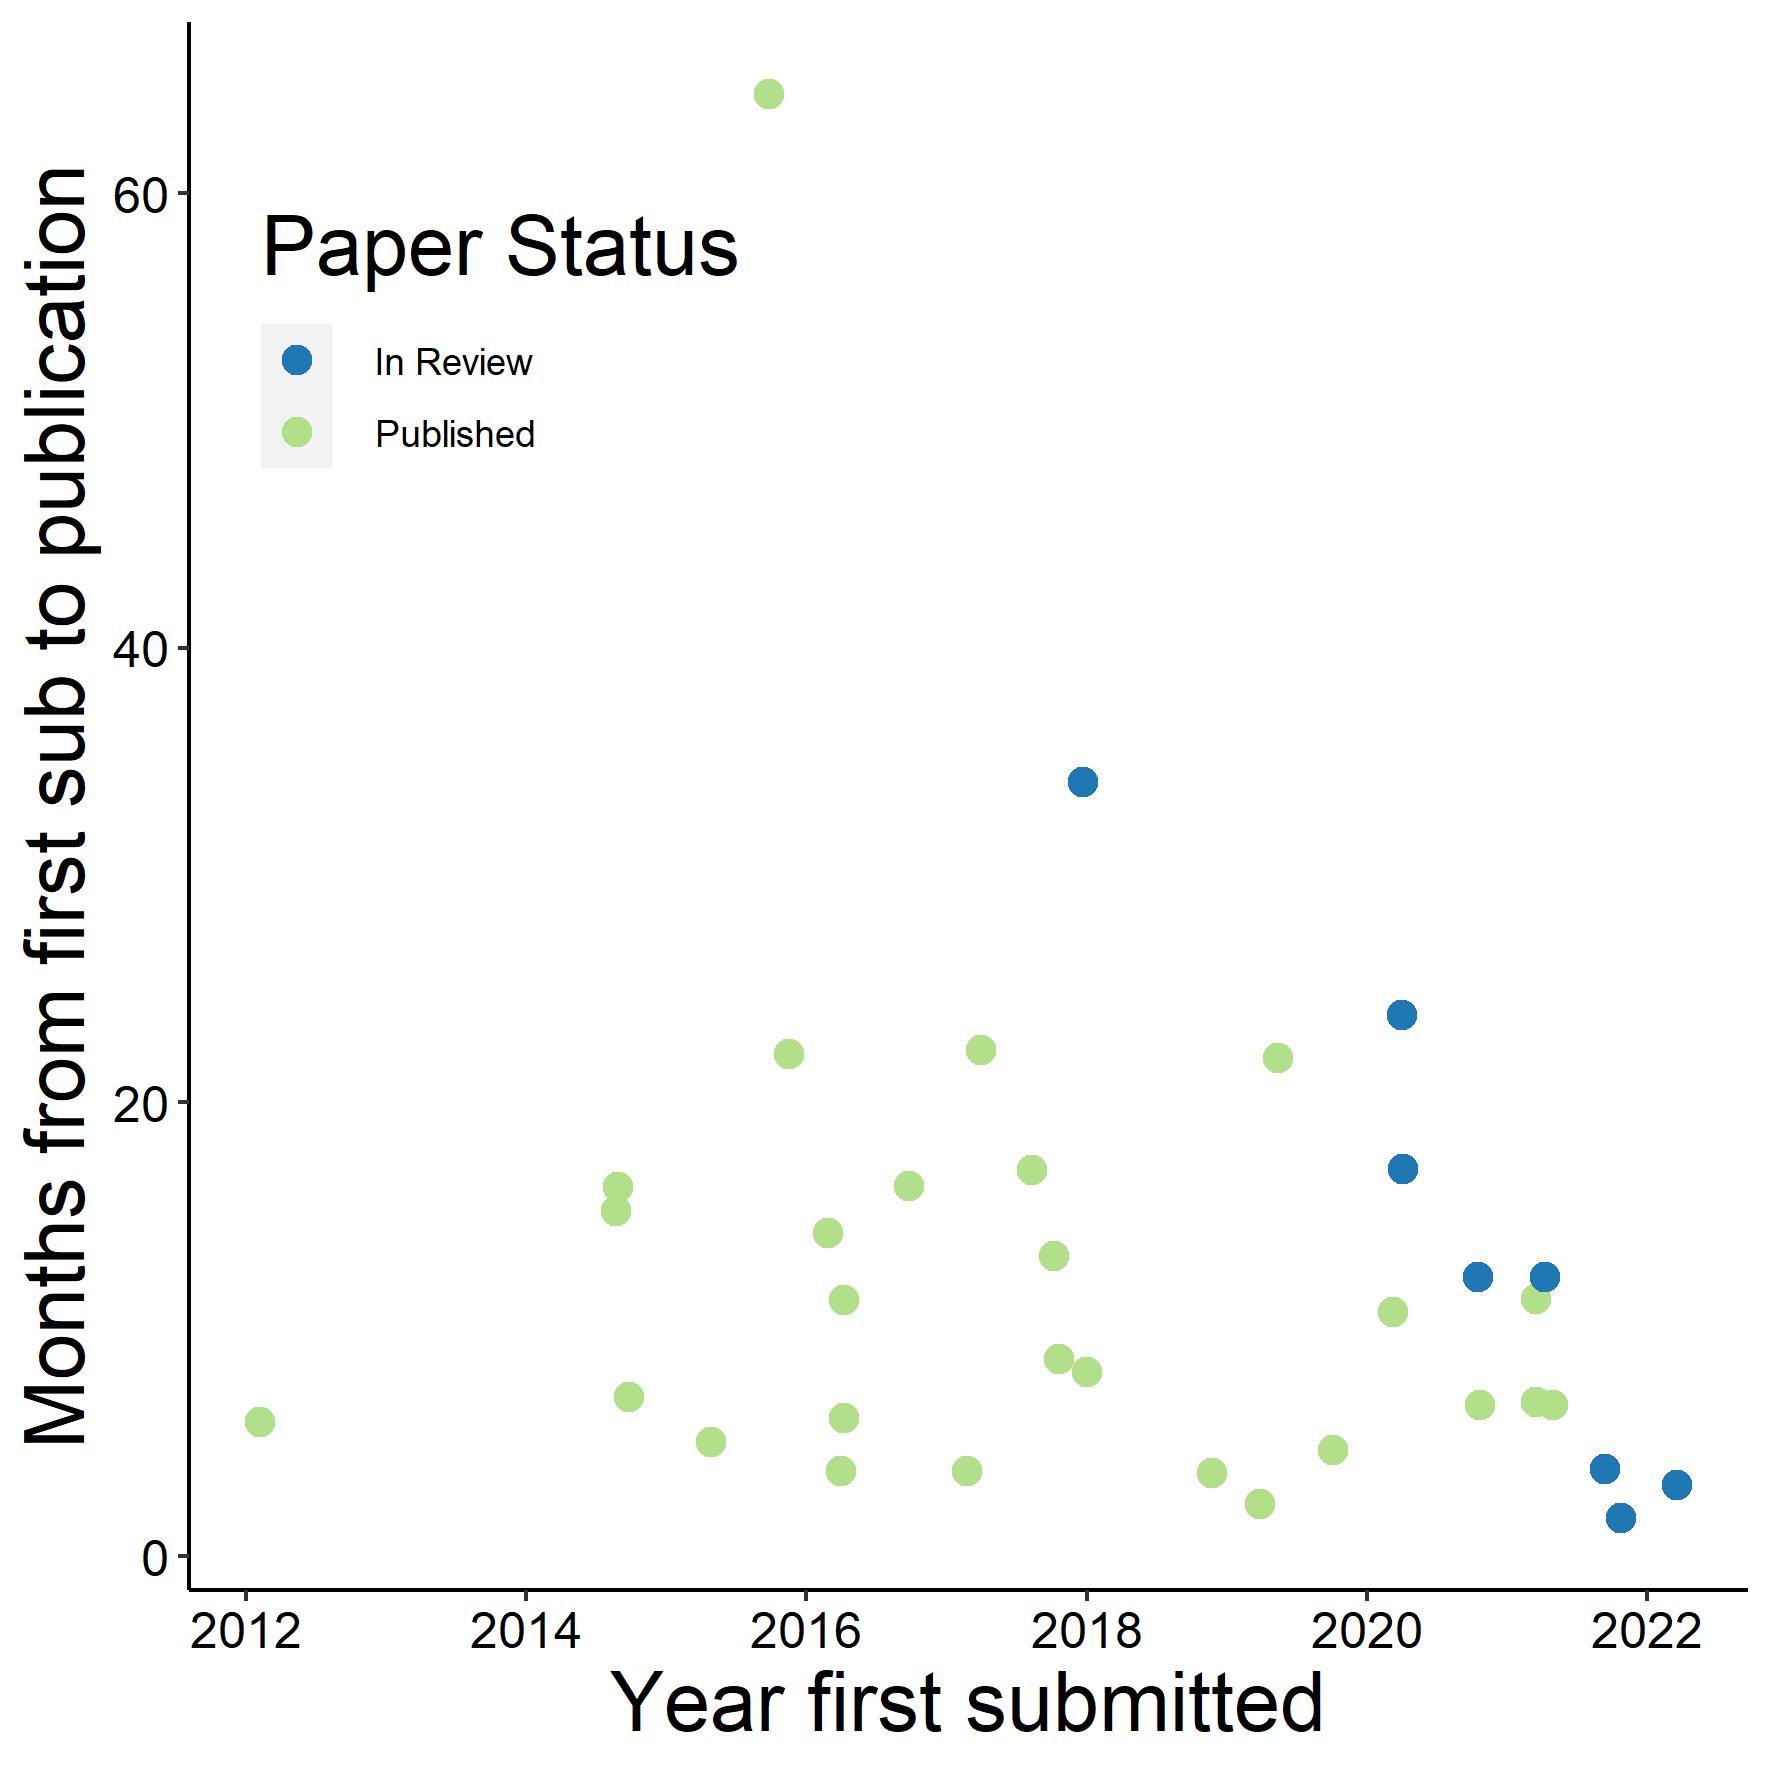 Months from first sub to publication
60
40
20
0
Paper Status
In Review
Published
2012 2014 2016 2018 2020 2022
Year first submitted